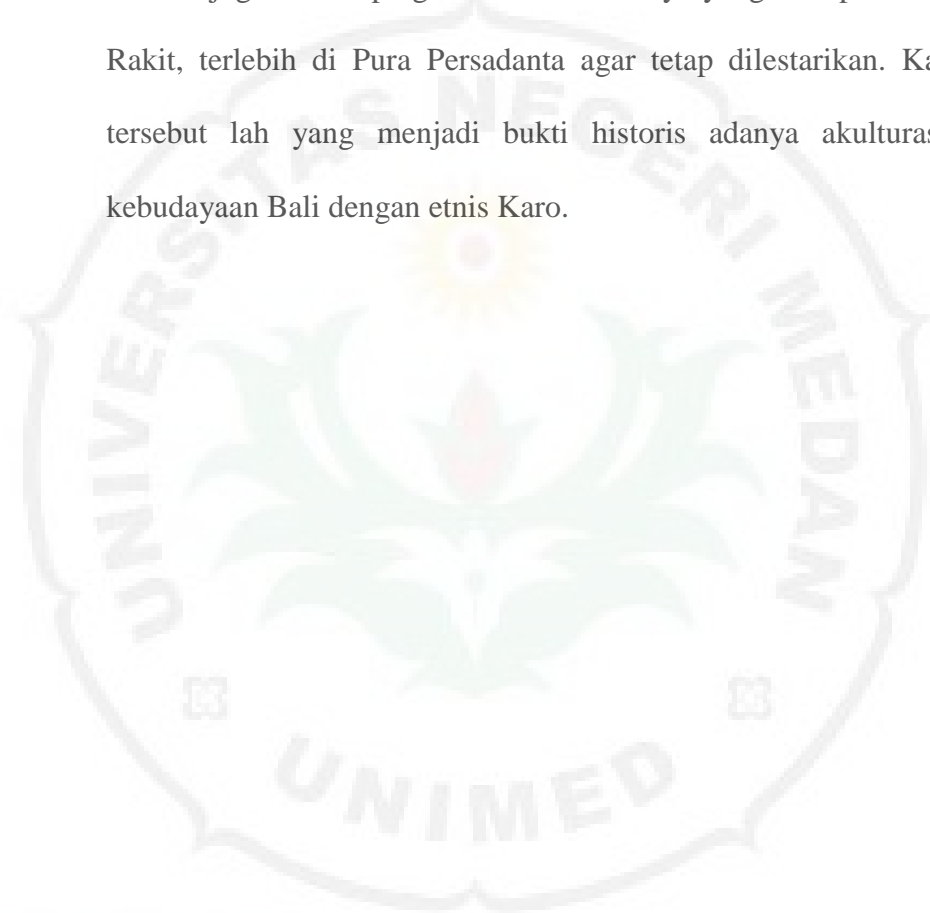 Rakit, terlebih di Pura Persadanta agar tetap dilestarikan. Ka
tersebut lah yang menjadi bukti historis adanya akulturas
kebudayaan Bali dengan etnis Karo.
UNIVERSITAS NEGERI MEDAN
UNIMED